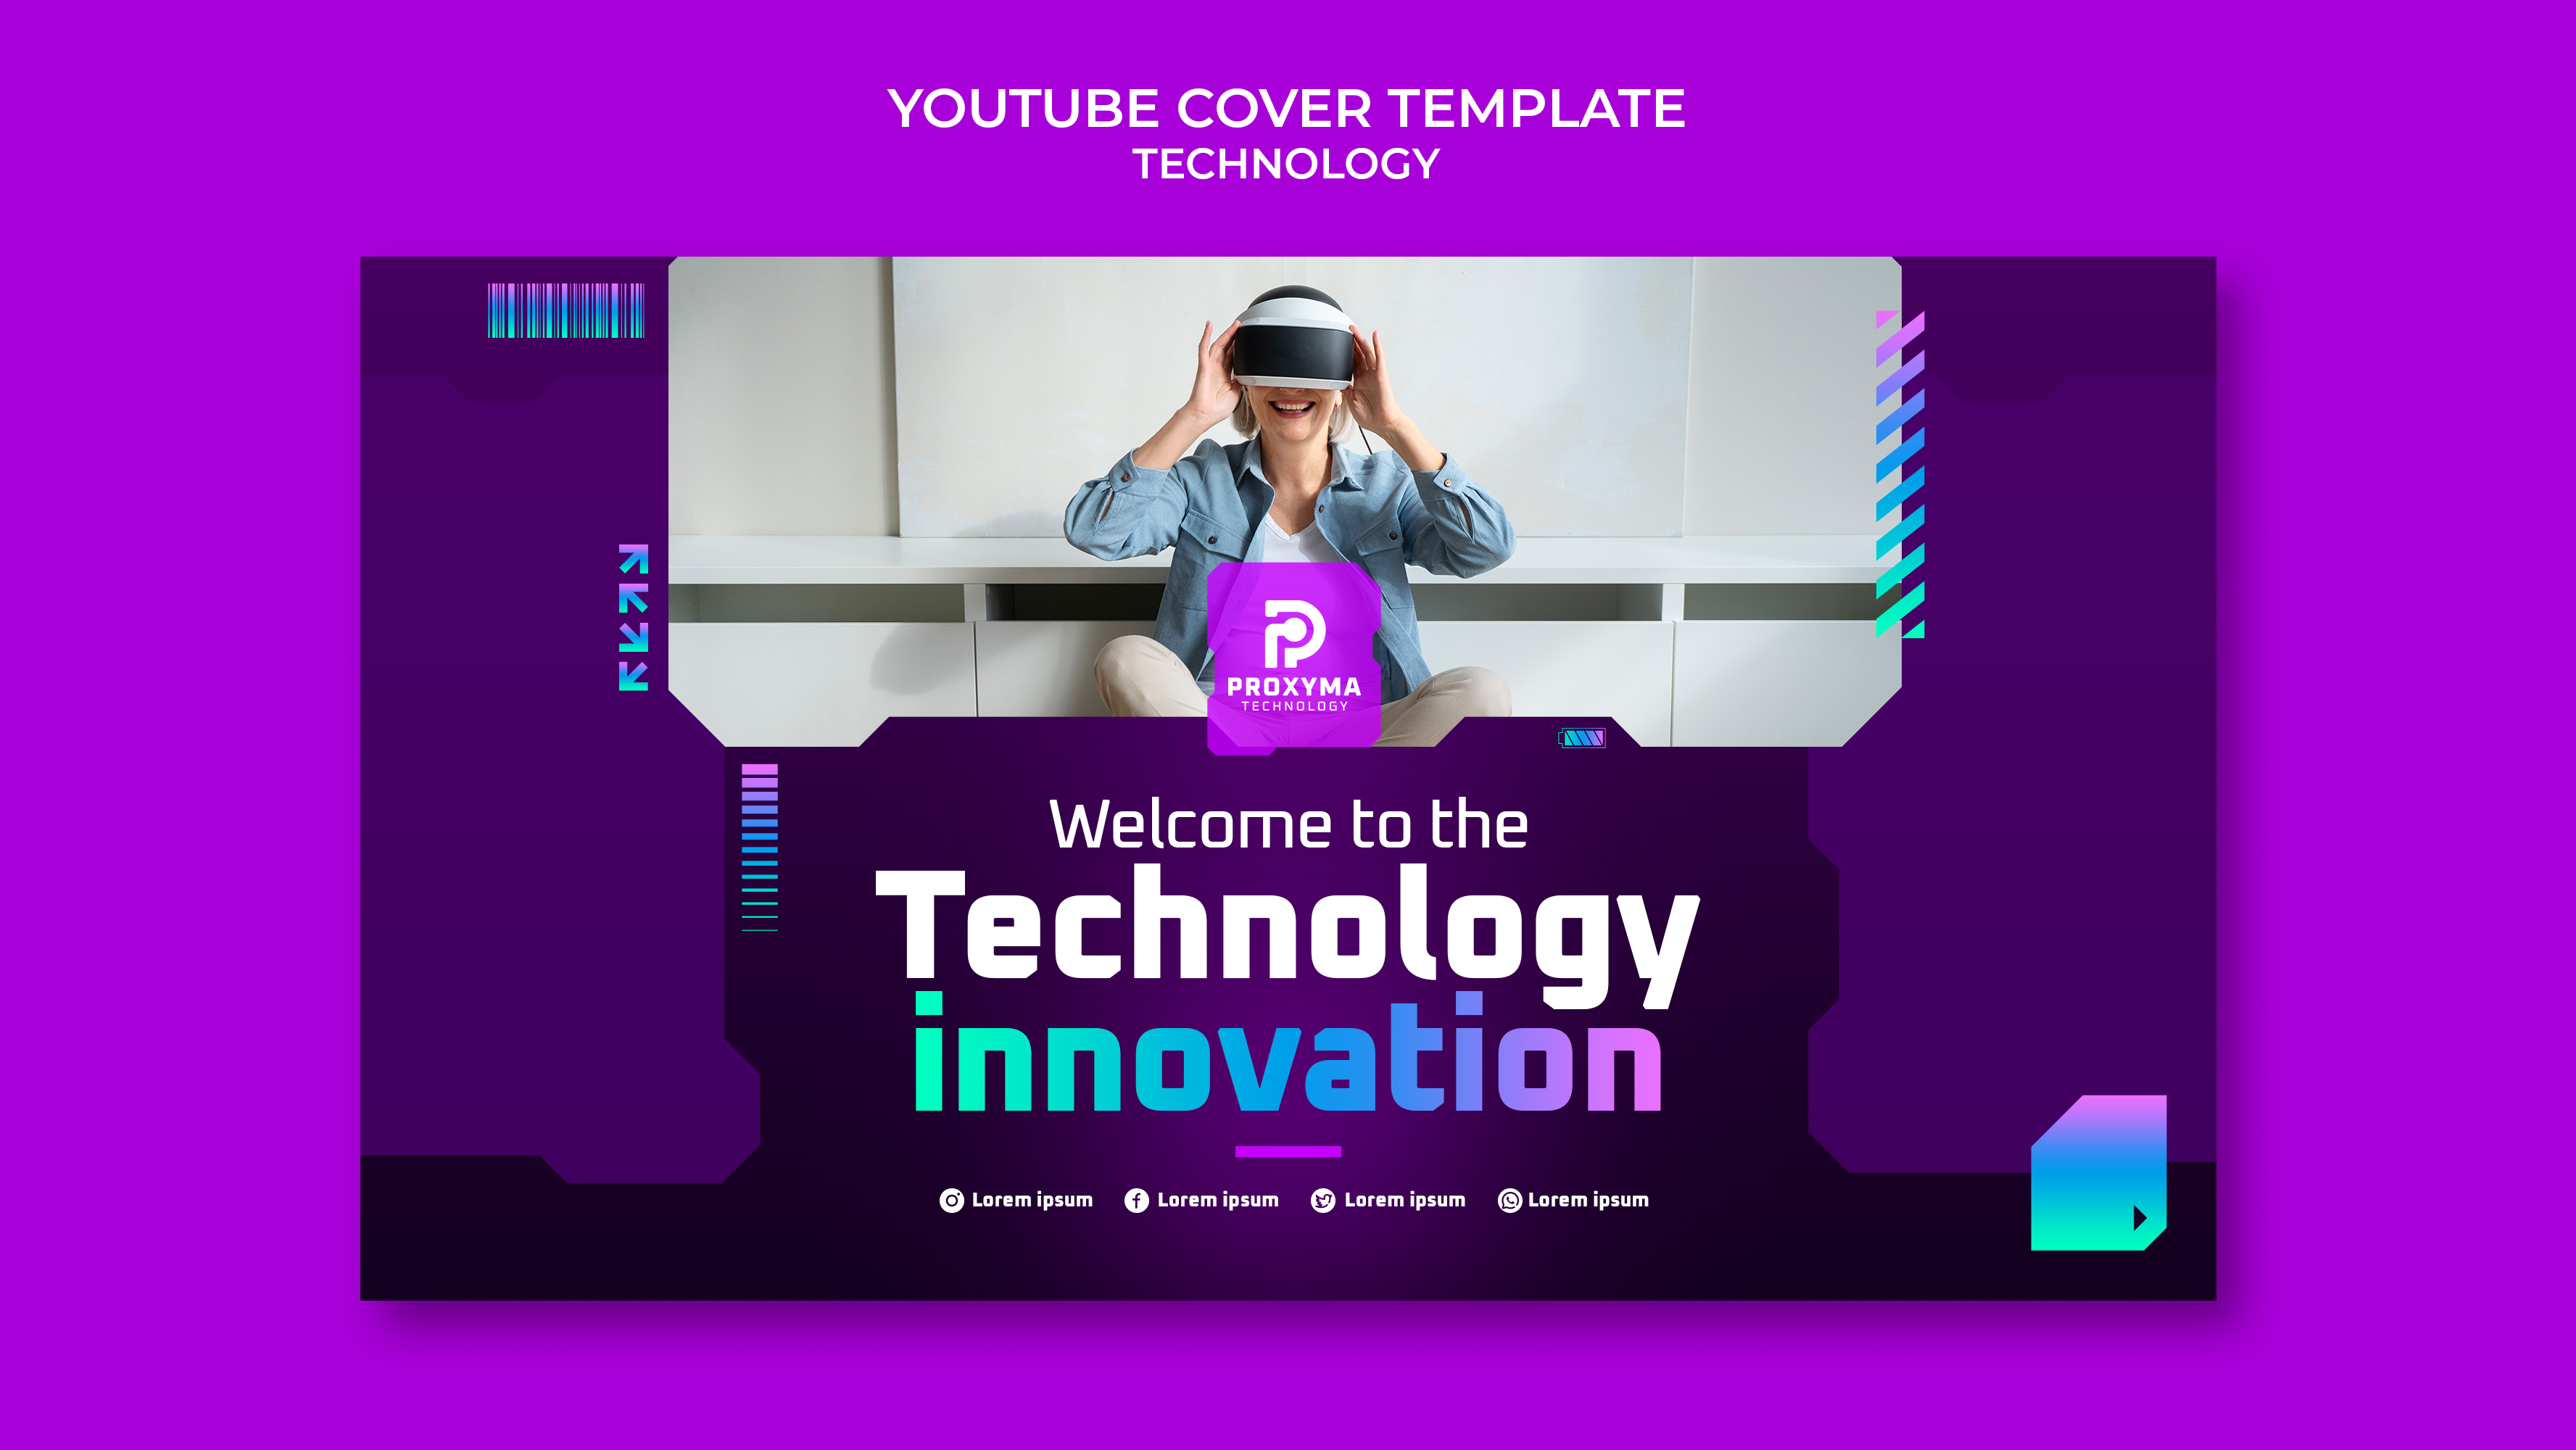 YOUTUBE COVER TEMPLATE
TECHNOLOGY
PROXYMA
TECHNOLOGY
Welcome to the
Technology
innovation
Lorem ipsum Lorem ipsum Lorem ipsum Lorem ipsum